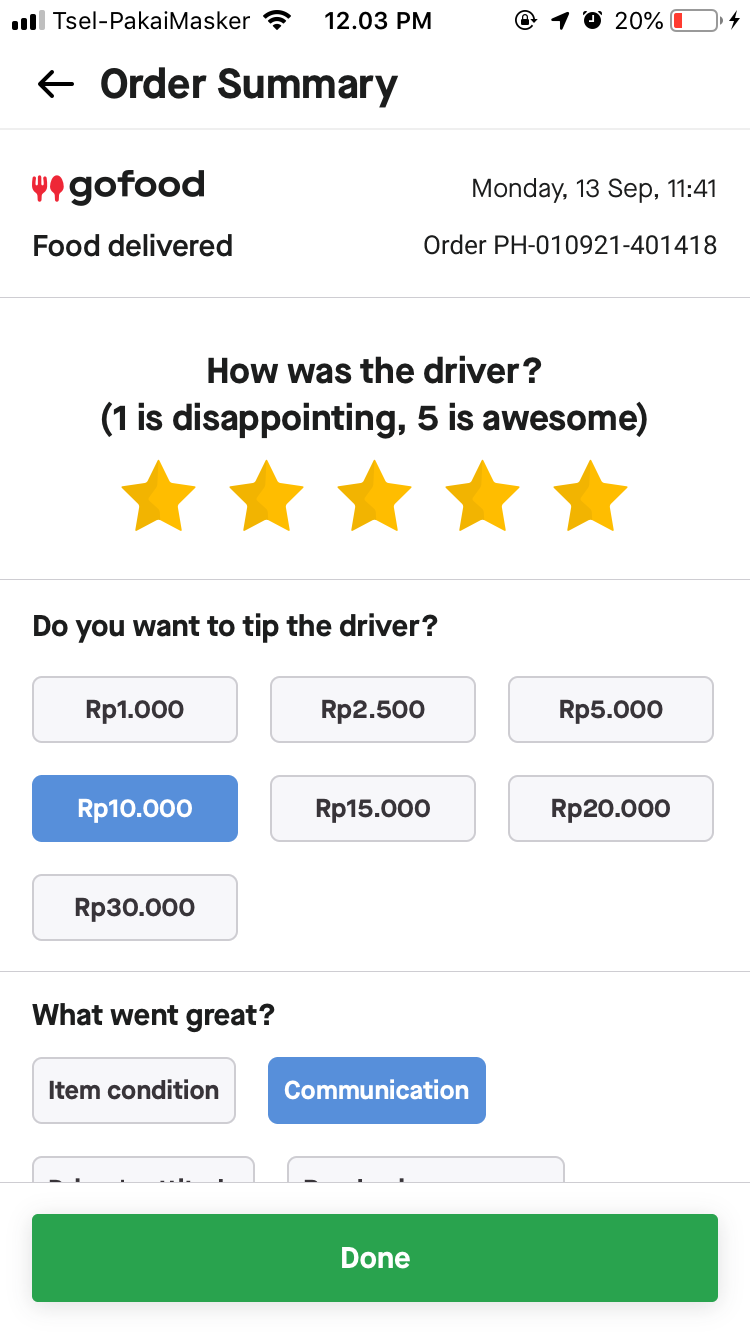 Tsel-PakaiMasker 12.03 PM 20%
Order Summary
gofood Monday, 13 Sep, 11:41
Food delivered Order PH-010921-401418
How was the driver?
(1 is disappointing, 5 is awesome)
Do you want to tip the driver?
Rp1.000 Rp2.500 Rp5.000
Rp10.000 Rp15.000 Rp20.000
Rp30.000
What went great?
Item condition Communication
Done